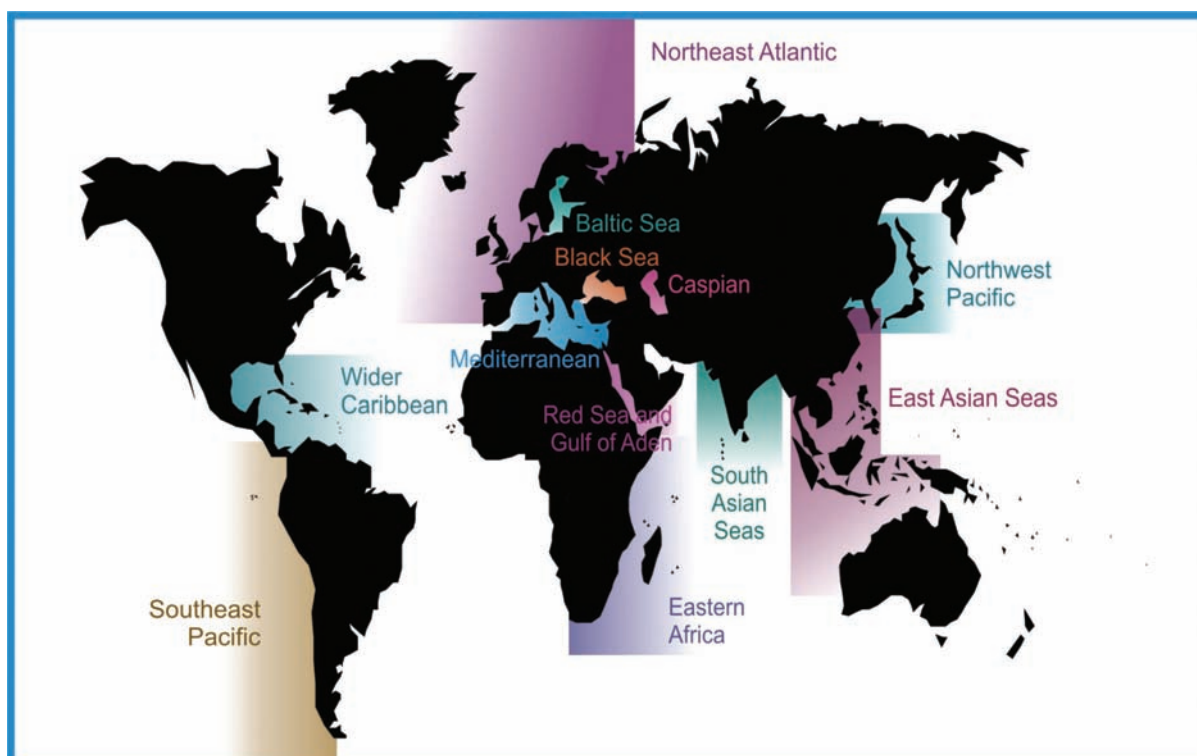 Northeast Atlantic
Baltic Sea
Black Sea
Caspian
Northwest
Pacific
Mediterranean
Wider
Caribbean
East Asian Seas
Red Sea and
Gulf of Aden
South
Asian
Seas
Southeast
Pacific
Eastern
Africa